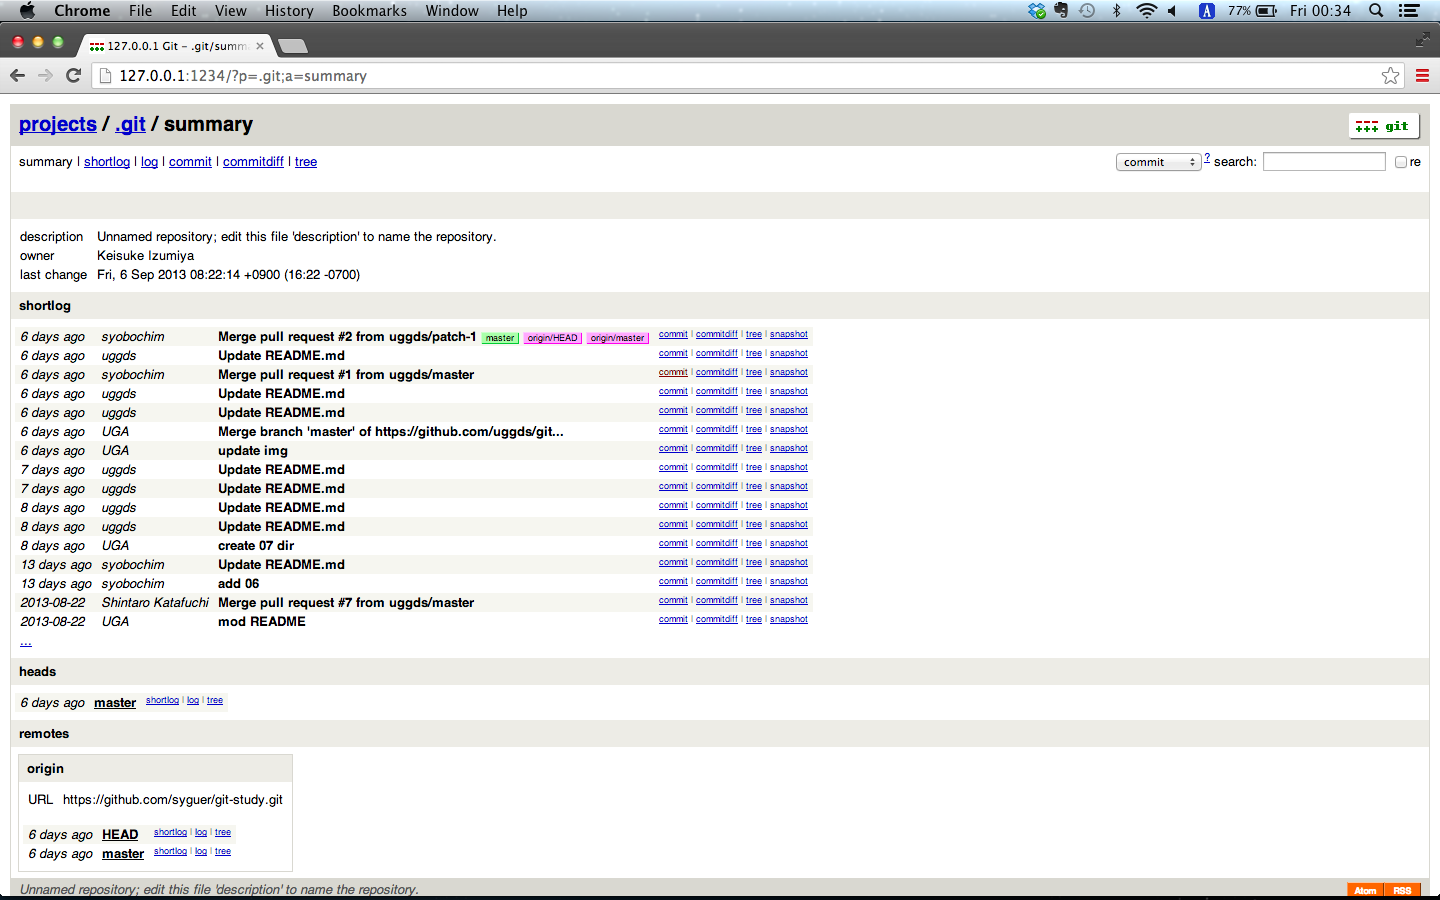 Chrome File Edit View History Bookmarks Window Help A 77% Fri 00:34
127.0.0.1 Git - .git/summ
127.0.0.1:1234/?p=.git;a=summary
projects / .git / summary git
summary | shortlog | log | commit | commitdiff | tree commit ? search: re
description Unnamed repository; edit this file 'description' to name the repository.
owner Keisuke Izumiya
last change Fri, 6 Sep 2013 08:22:14 +0900 (16:22 -0700)
shortlog
6 days ago syobochim Merge pull request #2 from uggds/patch-1 master origin/HEAD origin/master commit | commitdiff | tree | snapshot
6 days ago uggds Update README.md commit | commitdiff | tree | snapshot
6 days ago syobochim Merge pull request #1 from uggds/master commit | commitdiff | tree | snapshot
6 days ago uggds Update README.md commit | commitdiff | tree | snapshot
6 days ago uggds Update README.md commit | commitdiff | tree | snapshot
6 days ago UGA Merge branch 'master' of https://github.com/uggds/git... commit | commitdiff | tree | snapshot
6 days ago UGA update img commit | commitdiff | tree | snapshot
7 days ago uggds Update README.md commit | commitdiff | tree | snapshot
7 days ago uggds Update README.md commit | commitdiff | tree | snapshot
8 days ago uggds Update README.md commit | commitdiff | tree | snapshot
8 days ago uggds Update README.md commit | commitdiff | tree | snapshot
8 days ago UGA create 07 dir commit | commitdiff | tree | snapshot
13 days ago syobochim Update README.md commit | commitdiff | tree | snapshot
13 days ago syobochim add 06 commit | commitdiff | tree | snapshot
2013-08-22 Shintaro Katafuchi Merge pull request #7 from uggds/master commit | commitdiff | tree | snapshot
2013-08-22 UGA mod README commit | commitdiff | tree | snapshot
...
heads
6 days ago master shortlog | log | tree
remotes
origin
URL https://github.com/syguer/git-study.git
6 days ago HEAD shortlog | log | tree
6 days ago master shortlog | log | tree
Unnamed repository; edit this file 'description' to name the repository. Atom RSS